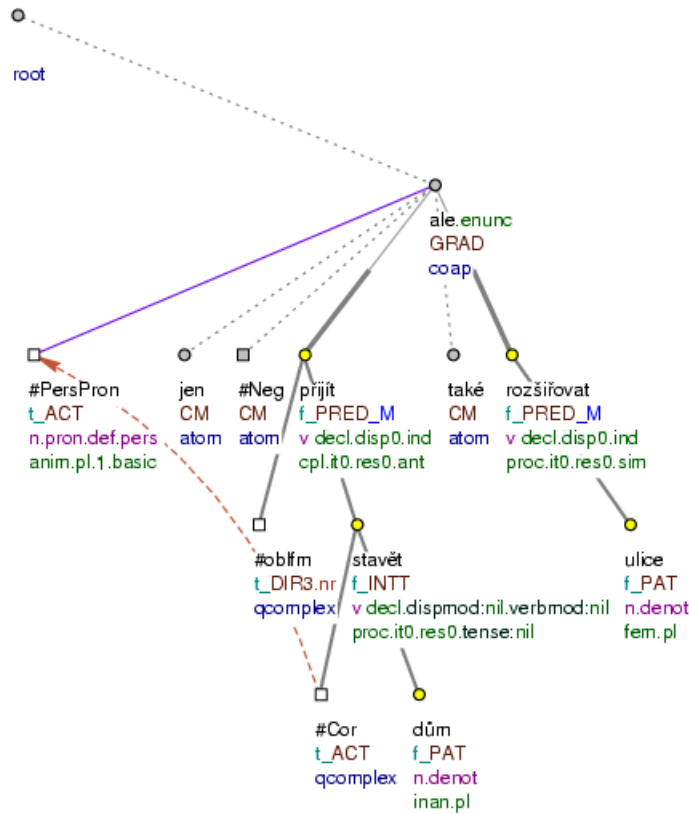 root
ale.enunc
GRAD
coap
#PersPron
t_ACT
n.pron.def.pers
anim.pl.1.basic
jen
CM
atom
#Neg
CM
atom
přijít
f_PRED_M
v decl.disp0.ind
cpl.it0.res0.ant
také
CM
atom
rozšiřovat
f_PRED_M
v decl.disp0.ind
proc.it0.res0.sim
#oblfm
t_DIR3.nr
qcomplex
stavět
f_INTT
v decl.dispmod:nil.verbmod:nil
proc.it0.res0.tense:nil
ulice
f_PAT
n.denot
fem.pl
#Cor
t_ACT
qcomplex
dům
f_PAT
n.denot
inan.pl